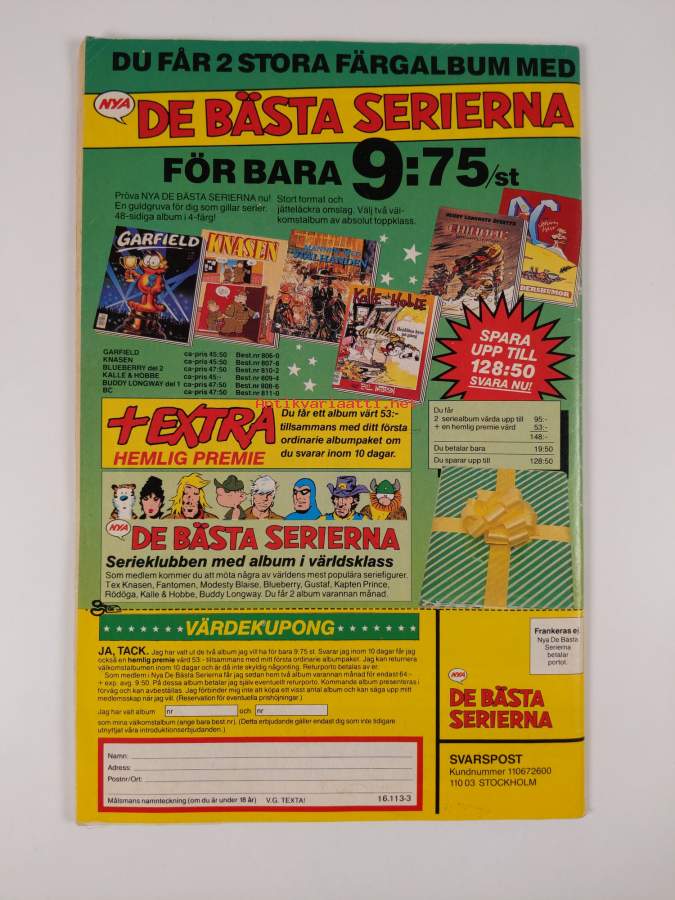 DU FÅR 2 STORA FÄRGALBUM MED
NYA
DE BÄSTA SERIERNA
FÖR BARA 9:75/st
Pröva NYA DE BÄSTA SERIERNA nu!
En guldgruva för dig som gillar serier.
48-sidiga album i 4-färg!
Stort format och
jätteläckra omslag. Välj två väl-
komstalbum av absolut toppklass.
GARFIELD
KNASEN
MANNEN MED
STÅLHANDEN
Kalle och Hobbe
BILL WATTERSON
SPARA
UPP TILL
128:50
SVARA NU!
GARFIELD ca-pris 45:50 Best.nr 806-0
KNASEN ca-pris 45:50 Best.nr 807-8
BLUEBERRY del 2 ca-pris 47:50 Best.nr 810-2
KALLE & HOBBE ca-pris 45:- Best.nr 809-4
BUDDY LONGWAY del 1 ca-pris 47:50 Best.nr 808-6
BC ca-pris 47:50 Best.nr 811-0
Antikvariaatti.net
+EXTRA
HEMLIG PREMIE
Du får ett album värt 53:-
tillsammans med ditt första
ordinarie albumpaket om
du svarar inom 10 dagar.
Du får
2 seriealbum värda upp till 95:-
+ en hemlig premie värd 53:-
148:-
Du betalar bara 19:50
Du sparar upp till 128:50
NYA
DE BÄSTA SERIERNA
Serieklubben med album i världsklass
Som medlem kommer du att möta några av världens mest populära seriefigurer.
Tex Knasen, Fantomen, Modesty Blaise, Blueberry, Gustaf, Kapten Prince,
Rödöga, Kalle & Hobbe, Buddy Longway. Du får 2 album varannan månad.
VÄRDEKUPONG
JA, TACK. Jag har valt ut de två album jag vill ha för bara 9:75 st. Svarar jag inom 10 dagar får jag
också en hemlig premie värd 53:- tillsammans med mitt första ordinarie albumpaket. Jag kan returnera
välkomstalbumen inom 10 dagar och är då inte skyldig någonting. Returporto betalas av er.
Som medlem i Nya De Bästa Serierna får jag sedan hem två album varannan månad för endast 64:-
+ exp. avg. 9:50. På dessa album betalar jag själv eventuellt returporto. Kommande album presenteras i
förväg och kan avbeställas. Jag förbinder mig inte att köpa ett visst antal album och kan säga upp mitt
medlemsskap när jag vill. (Reservation för eventuella prishöjningar.)
Jag har valt album nr och nr
som mina välkomstalbum (ange bara best.nr). (Detta erbjudande gäller endast dig som inte tidigare
utnyttjat våra introduktionserbjudanden.)
Namn:
Adress:
Postnr/Ort:
Målsmans namnteckning (om du är under 18 år) V.G. TEXTA! 16.113-3
Frankeras ej.
Nya De Bästa
Serierna
betalar
portot.
NYA
DE BÄSTA
SERIERNA
SVARSPOST
Kundnummer 110672600
110 03 STOCKHOLM